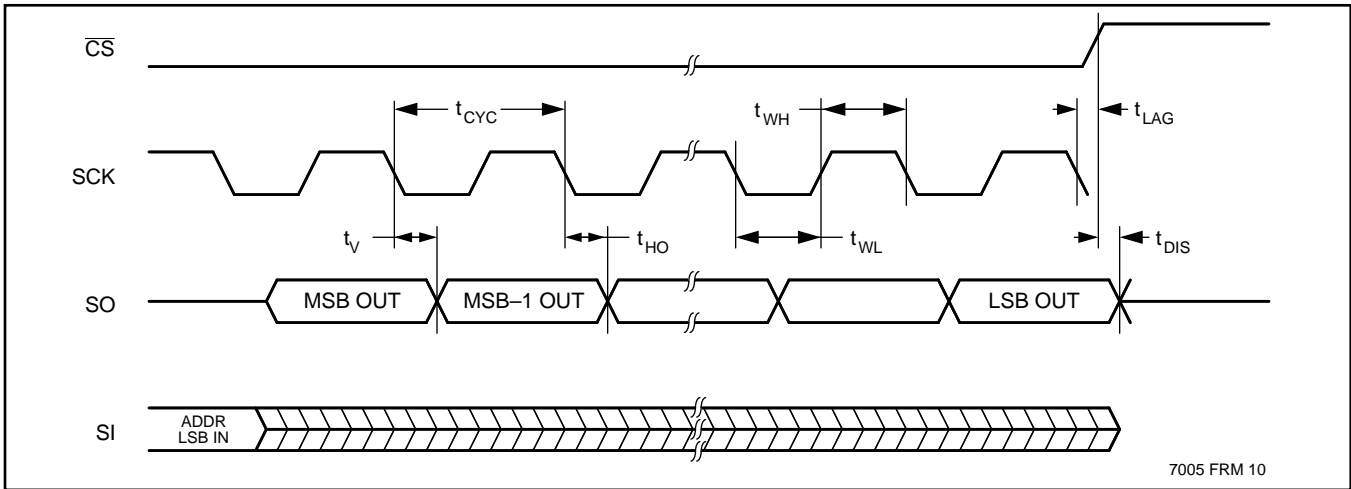 CS
tCYC
tWH
tLAG
SCK
tV
tHO
tWL
tDIS
SO
MSB OUT
MSB–1 OUT
LSB OUT
SI
ADDR
LSB IN
7005 FRM 10